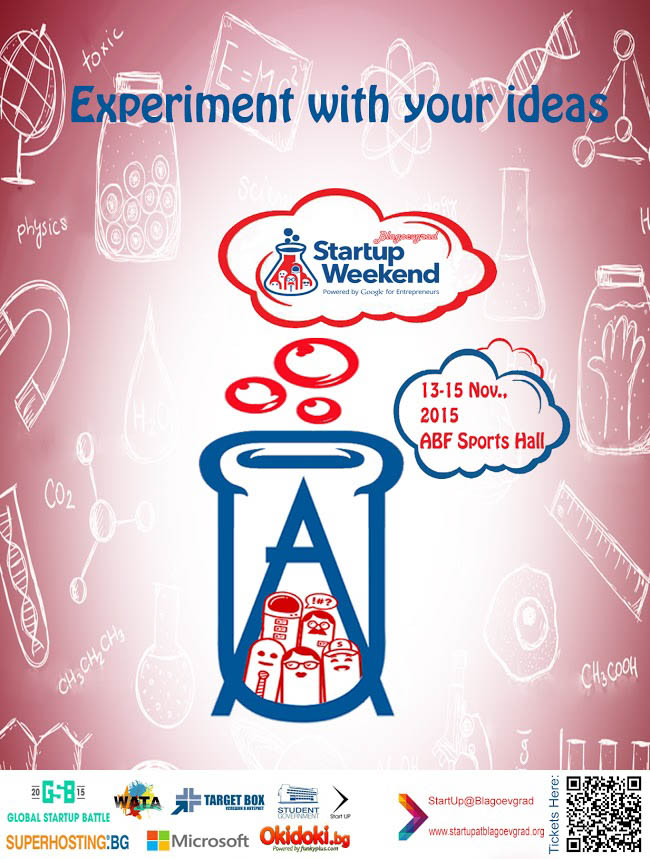 toxic
E=MC²
Experiment with your ideas
physics
Blagoevgrad
Startup
Weekend
Powered by Google for Entrepreneurs
13-15 Nov.,
2015
ABF Sports Hall
H₂O
CO₂
A
!#?
S
CH₃CH₂CH₃
CH₃COOH
20 GSB 15
GLOBAL STARTUP BATTLE
WATA
TARGET BOX
STUDENT
GOVERNMENT
Start UP
SUPERHOSTING.BG
Microsoft
Okidoki.bg
Powered by funkyplus.com
StartUp@Blagoevgrad
www.startupatblagoevgrad.org
Tickets Here: